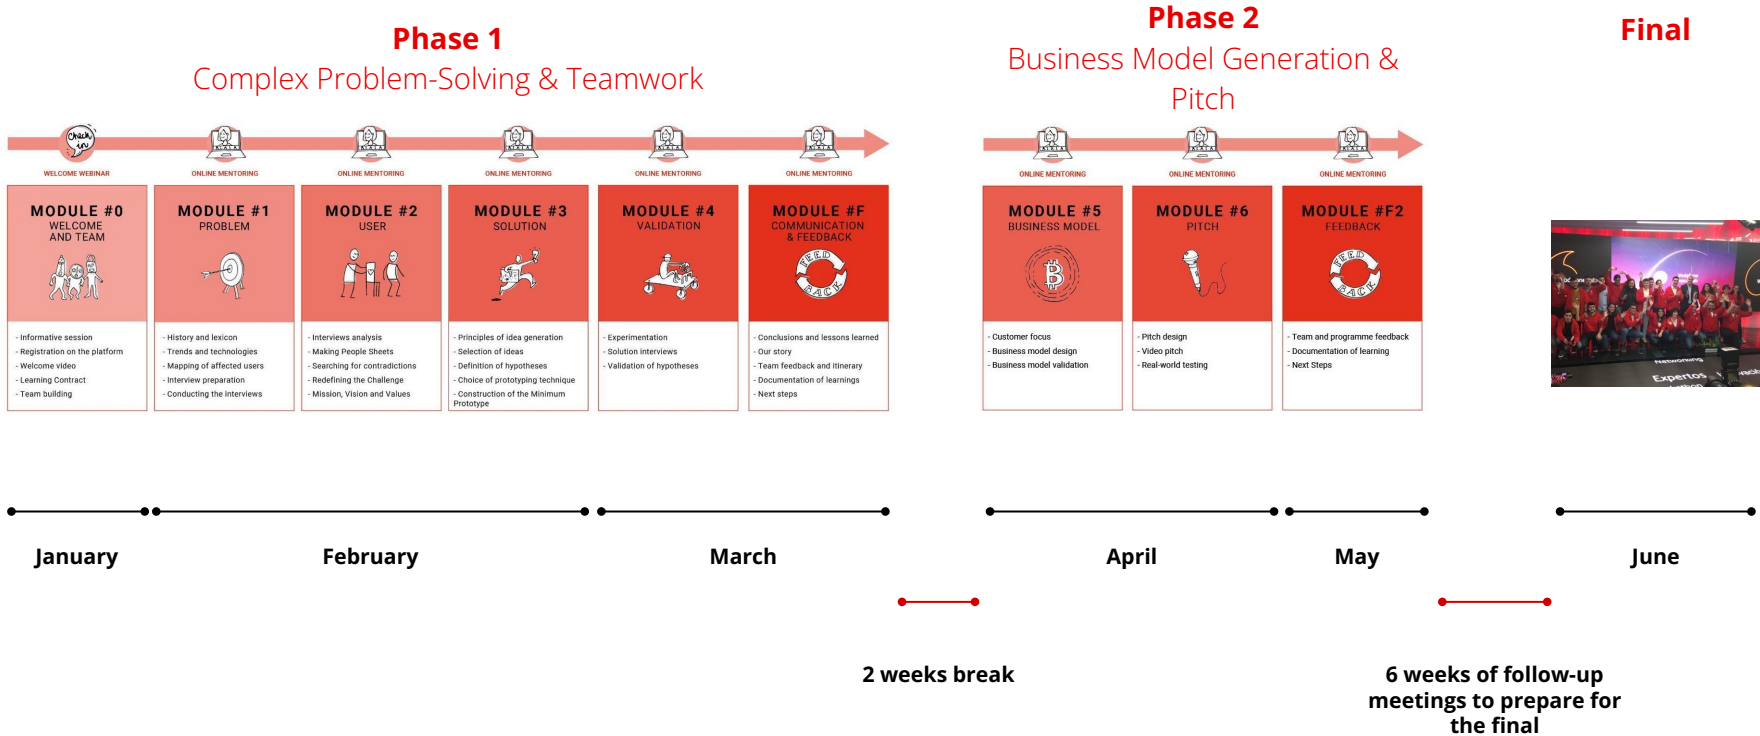 Phase 1
Complex Problem-Solving & Teamwork
Check in
WELCOME WEBINAR
ONLINE MENTORING
ONLINE MENTORING
ONLINE MENTORING
ONLINE MENTORING
ONLINE MENTORING
MODULE #0
WELCOME
AND TEAM
- Informative session
- Registration on the platform
- Welcome video
- Learning Contract
- Team building
MODULE #1
PROBLEM
- History and lexicon
- Trends and technologies
- Mapping of affected users
- Interview preparation
- Conducting the interviews
MODULE #2
USER
- Interviews analysis
- Making People Sheets
- Searching for contradictions
- Redefining the Challenge
- Mission, Vision and Values
MODULE #3
SOLUTION
- Principles of idea generation
- Selection of ideas
- Definition of hypotheses
- Choice of prototyping technique
- Construction of the Minimum
Prototype
MODULE #4
VALIDATION
- Experimentation
- Solution interviews
- Validation of hypotheses
MODULE #F
COMMUNICATION
& FEEDBACK
FEED
BACK
- Conclusions and lessons learned
- Our story
- Team feedback and itinerary
- Documentation of learnings
- Next steps
Phase 2
Business Model Generation &
Pitch
ONLINE MENTORING
ONLINE MENTORING
ONLINE MENTORING
MODULE #5
BUSINESS MODEL
- Customer focus
- Business model design
- Business model validation
MODULE #6
PITCH
- Pitch design
- Video pitch
- Real-world testing
MODULE #F2
FEEDBACK
FEED
BACK
- Team and programme feedback
- Documentation of learning
- Next Steps
Final
Networking
Expertos
January
February
March
April
May
June
2 weeks break
6 weeks of follow-up
meetings to prepare for
the final